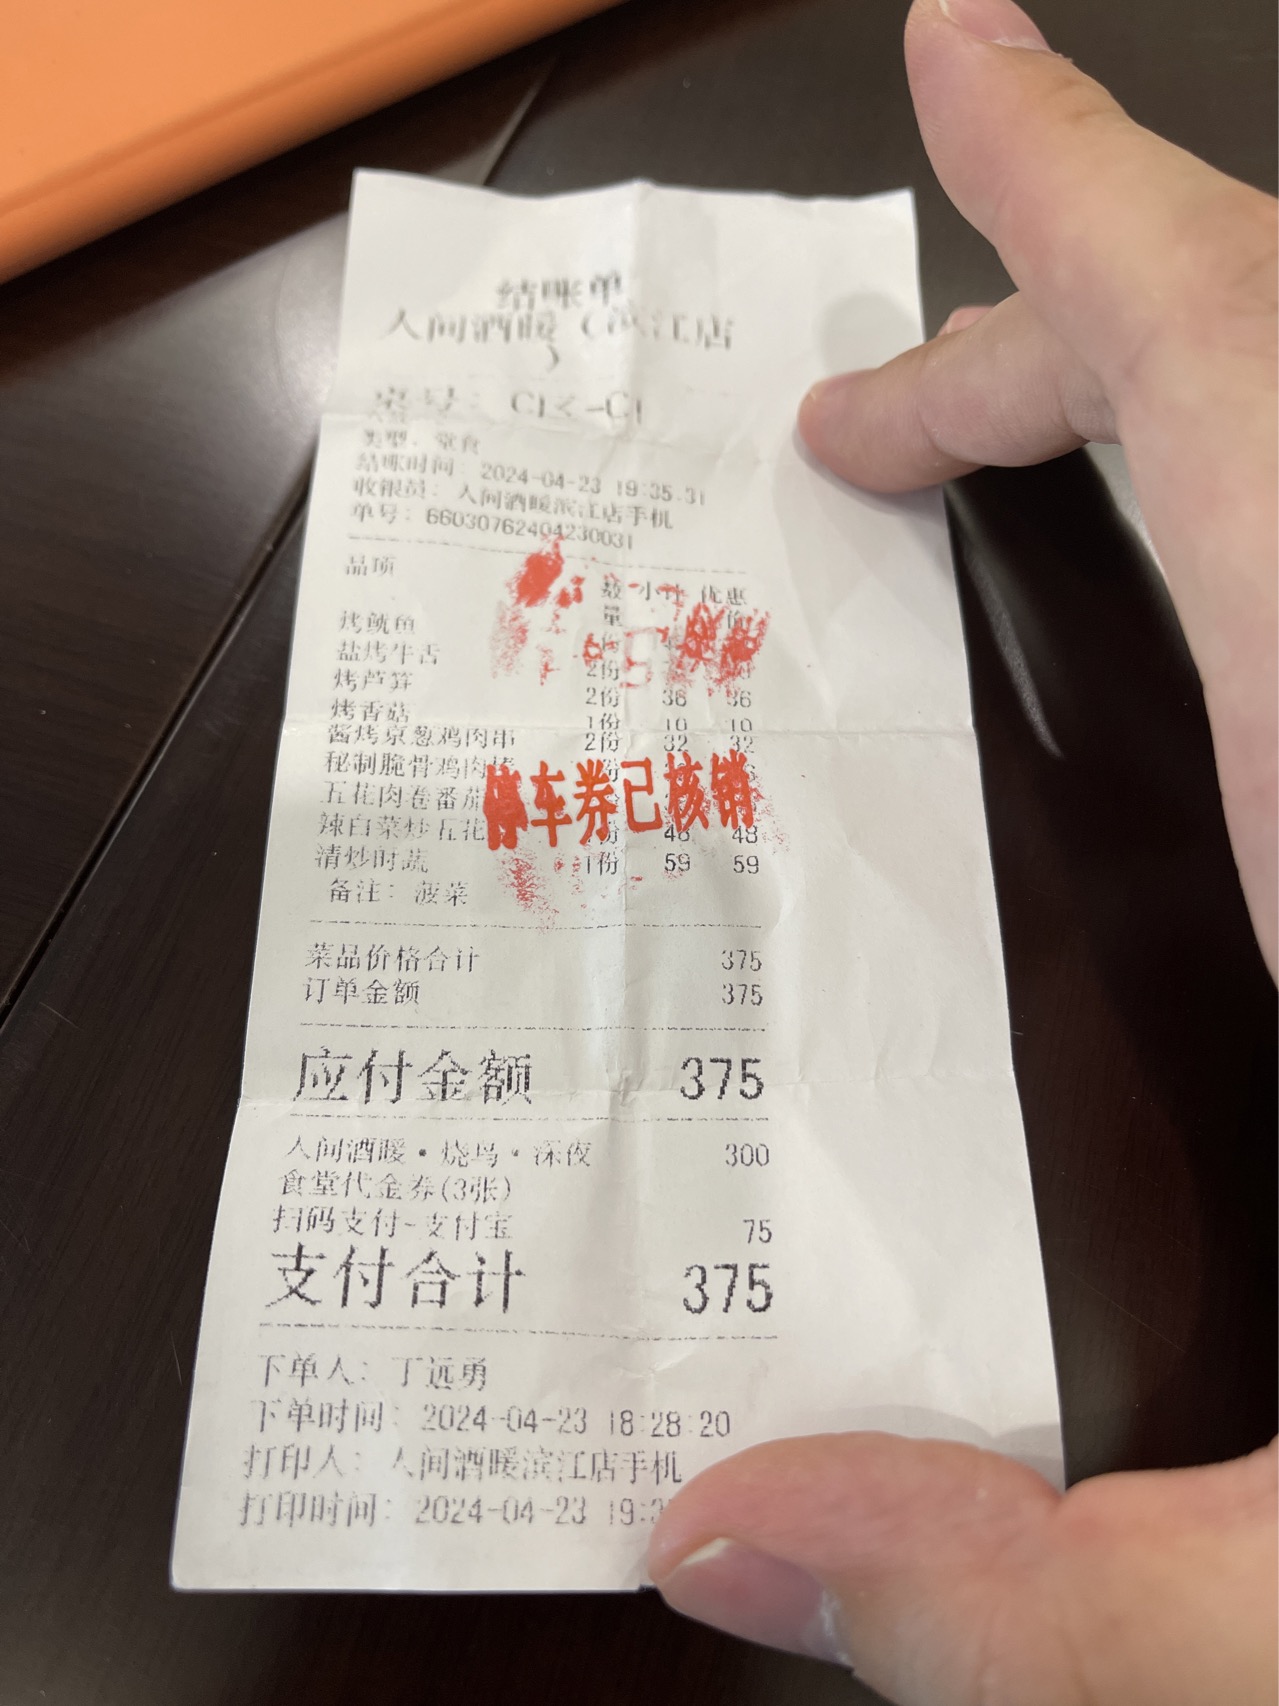 结账单
人间酒暖（滨江店
）
桌号：
类型：堂食
结账时间：2024-04-23 19:35:31
收银员：人间酒暖滨江店手机
单号：66030762404230031
品项 数量 小计 优惠价
烤鱿鱼
盐烤牛舌 2份
烤芦笋 2份 36 36
烤香菇 1份 10 10
酱烤京葱鸡肉串 2份 32 32
秘制脆骨鸡肉 份
五花肉卷番茄
辣白菜炒五花 份 48 48
清炒时蔬 1份 59 59
备注：菠菜
停车券已核销
菜品价格合计 375
订单金额 375
应付金额 375
人间酒暖·烧鸟·深夜 300
食堂代金券(3张)
扫码支付-支付宝 75
支付合计 375
下单人：丁远勇
下单时间：2024-04-23 18:28:20
打印人：人间酒暖滨江店手机
打印时间：2024-04-23 19:3